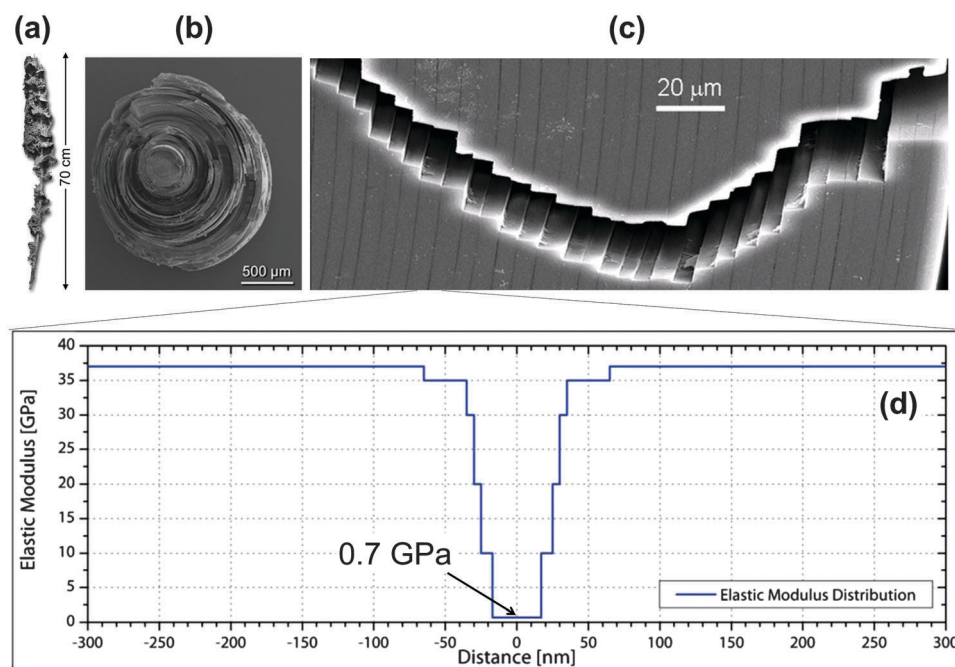 (a)
(b)
(c)
70 cm
500 µm
20 µm
40
35
30
25
20
15
10
5
0
Elastic Modulus [GPa]
(d)
0.7 GPa
Elastic Modulus Distribution
-300
-250
-200
-150
-100
-50
0
50
100
150
200
250
300
Distance [nm]